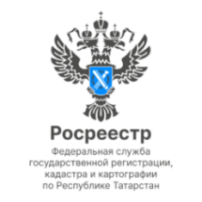 Росреестр
Федеральная служба
государственной регистрации,
кадастра и картографии
по Республике Татарстан